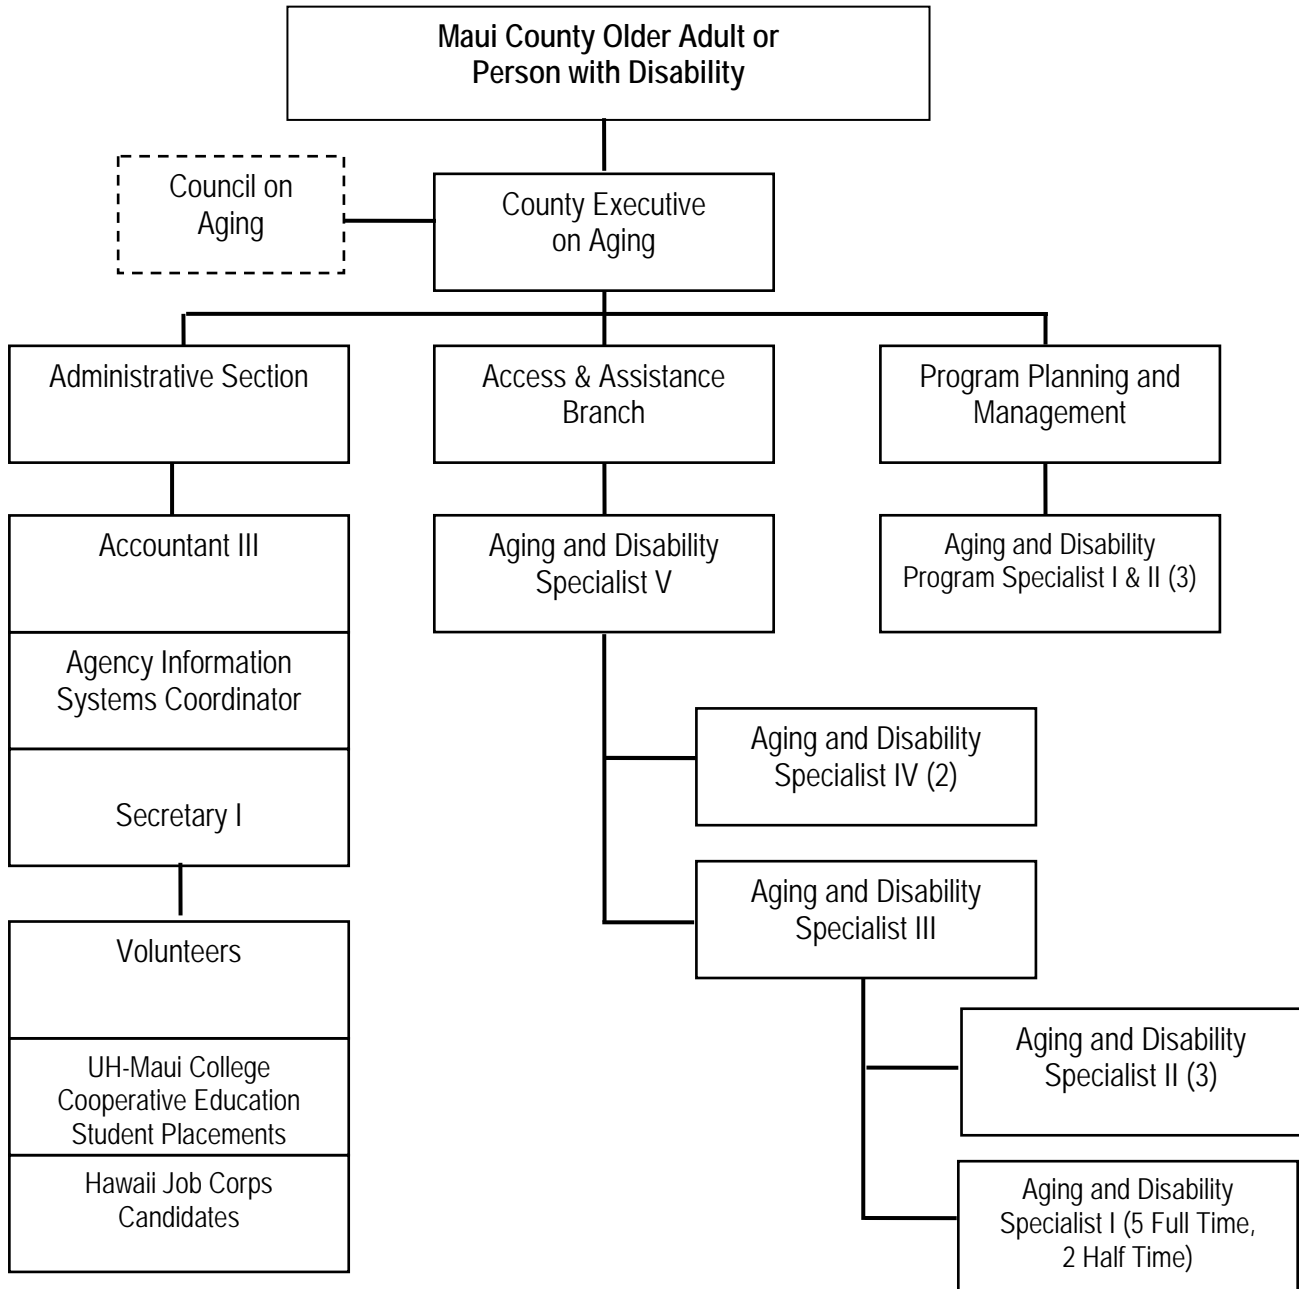 Maui County Older Adult or
Person with Disability
Council on
Aging
County Executive
on Aging
Administrative Section
Access & Assistance
Branch
Program Planning and
Management
Accountant III
Agency Information
Systems Coordinator
Secretary I
Aging and Disability
Specialist V
Aging and Disability
Program Specialist I & II (3)
Aging and Disability
Specialist IV (2)
Aging and Disability
Specialist III
Volunteers
UH-Maui College
Cooperative Education
Student Placements
Hawaii Job Corps
Candidates
Aging and Disability
Specialist II (3)
Aging and Disability
Specialist I (5 Full Time,
2 Half Time)